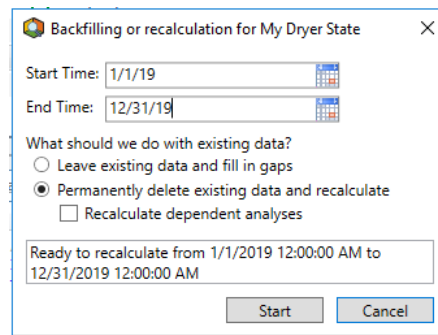 Backfilling or recalculation for My Dryer State
Start Time: 1/1/19
End Time: 12/31/19
What should we do with existing data?
Leave existing data and fill in gaps
Permanently delete existing data and recalculate
Recalculate dependent analyses
Ready to recalculate from 1/1/2019 12:00:00 AM to
12/31/2019 12:00:00 AM
Start Cancel